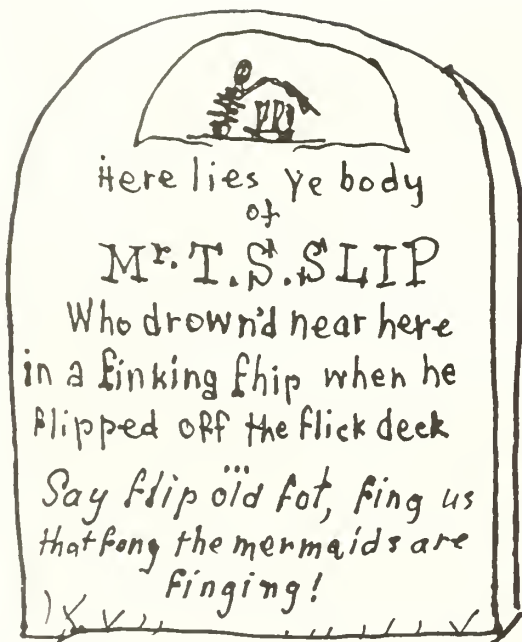 Here lies ye body
of
Mr. T. S. SLIP
Who drown'd near here
in a finking fhip when he
flipped off the flick deck
Say flip old fot, fing us
that fong the mermaids are
finging!